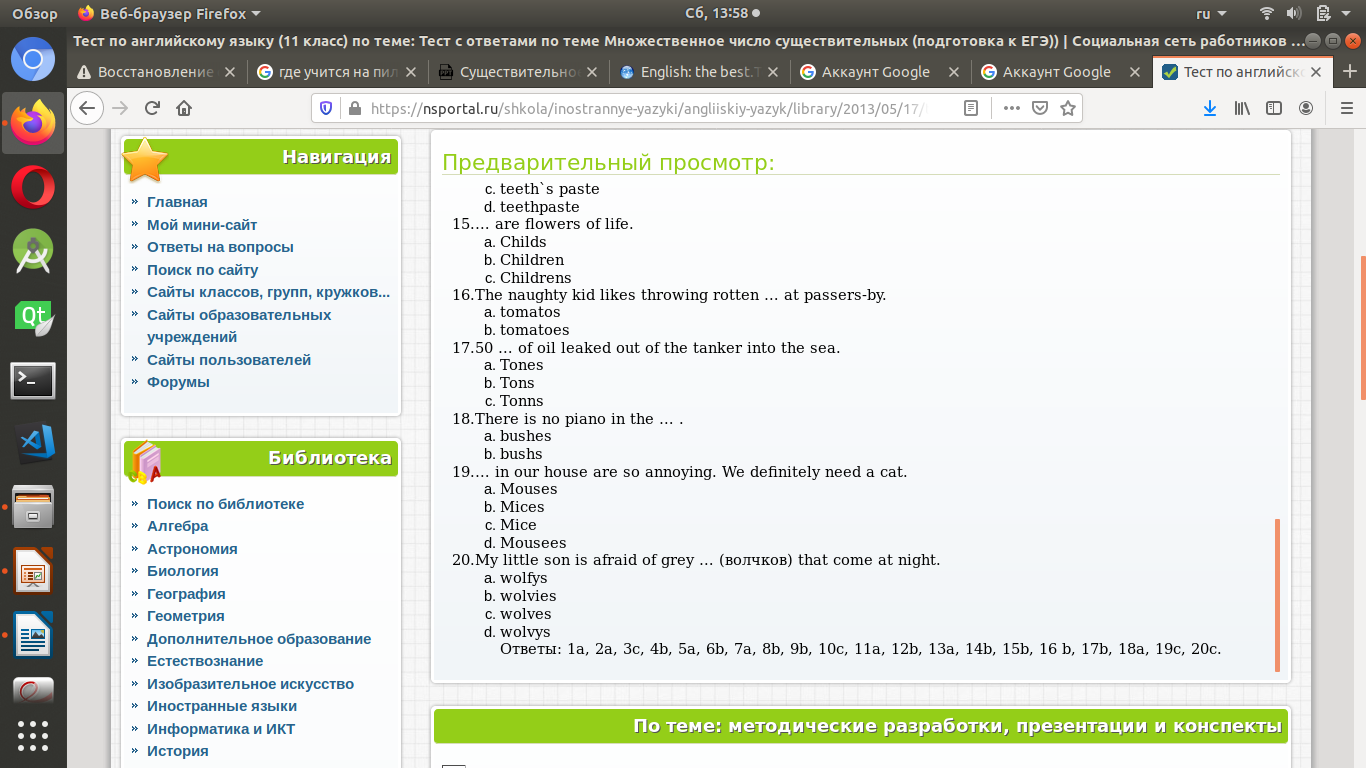 Обзор
Веб-браузер Firefox
Сб, 13:58
ru
Тест по английскому языку (11 класс) по теме: Тест с ответами по теме Множественное число существительных (подготовка к ЕГЭ)) | Социальная сеть работников ...
Восстановление
где учится на пил
Существительно
English: the best.
Аккаунт Google
Аккаунт Google
Тест по английск
https://nsportal.ru/shkola/inostrannye-yazyki/angliiskiy-yazyk/library/2013/05/17/
Навигация
Главная
Мой мини-сайт
Ответы на вопросы
Поиск по сайту
Сайты классов, групп, кружков...
Сайты образовательных
учреждений
Сайты пользователей
Форумы
Библиотека
Поиск по библиотеке
Алгебра
Астрономия
Биология
География
Геометрия
Дополнительное образование
Естествознание
Изобразительное искусство
Иностранные языки
Информатика и ИКТ
История
Предварительный просмотр:
c. teeth`s paste
d. teethpaste
15.… are flowers of life.
a. Childs
b. Children
c. Childrens
16.The naughty kid likes throwing rotten … at passers-by.
a. tomatos
b. tomatoes
17.50 … of oil leaked out of the tanker into the sea.
a. Tones
b. Tons
c. Tonns
18.There is no piano in the … .
a. bushes
b. bushs
19.… in our house are so annoying. We definitely need a cat.
a. Mouses
b. Mices
c. Mice
d. Mousees
20.My little son is afraid of grey … (волчков) that come at night.
a. wolfys
b. wolvies
c. wolves
d. wolvys
Ответы: 1a, 2a, 3c, 4b, 5a, 6b, 7a, 8b, 9b, 10c, 11a, 12b, 13a, 14b, 15b, 16 b, 17b, 18a, 19c, 20c.
По теме: методические разработки, презентации и конспекты